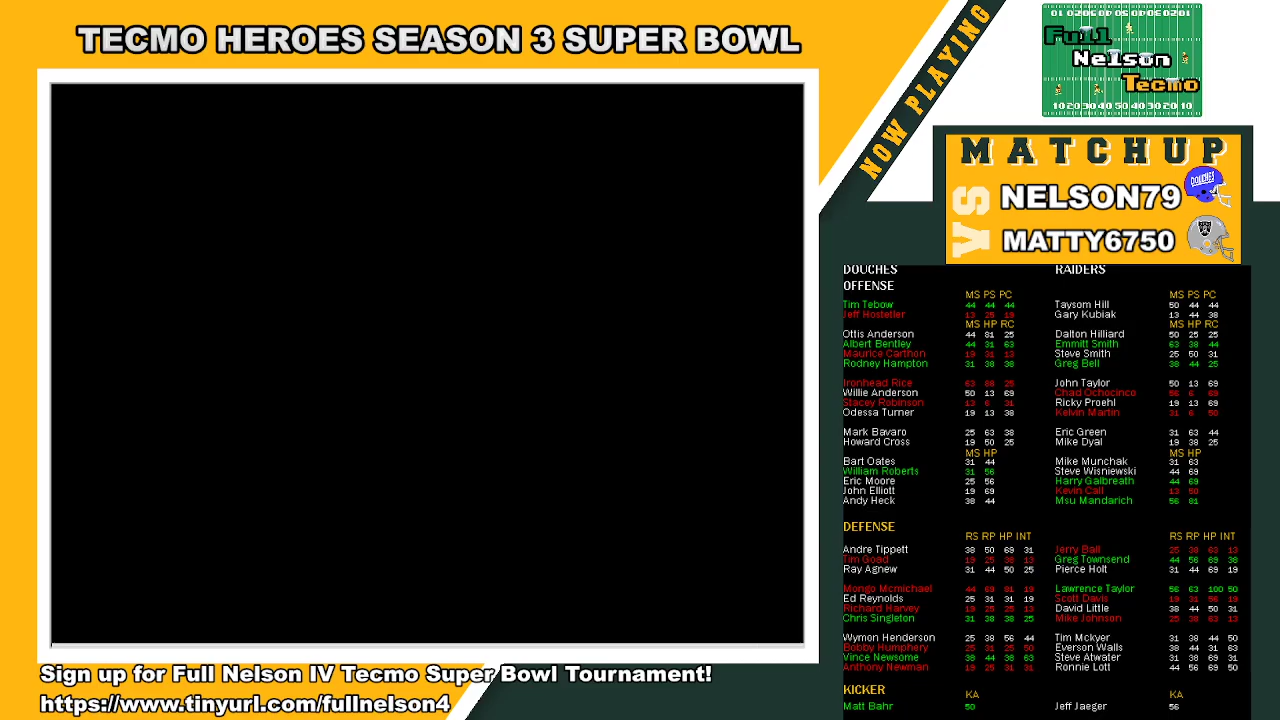 TECMO HEROES SEASON 3 SUPER BOWL
NOW PLAYING
Full
Nelson
Tecmo
MATCHUP
VS
NELSON79
DOUCHES
MATTY6750
DOUCHES RAIDERS
OFFENSE
MS PS PC MS PS PC
Tim Tebow 44 44 44 Taysom Hill 50 44 44
Jeff Hostetler 13 25 19 Gary Kubiak 13 44 38
MS HP RC MS HP RC
Ottis Anderson 44 81 25 Dalton Hilliard 50 25 25
Albert Bentley 44 31 63 Emmitt Smith 63 38 44
Maurice Carthon 19 31 13 Steve Smith 25 50 31
Rodney Hampton 31 38 38 Greg Bell 38 44 25
Ironhead Rice 63 88 25 John Taylor 50 13 69
Willie Anderson 50 13 69 Chad Ochocinco 56 6 69
Stacey Robinson 13 6 31 Ricky Proehl 19 13 69
Odessa Turner 19 13 38 Kelvin Martin 31 6 50
Mark Bavaro 25 63 38 Eric Green 31 63 44
Howard Cross 19 50 25 Mike Dyal 19 38 25
MS HP MS HP
Bart Oates 31 44 Mike Munchak 31 63
William Roberts 31 56 Steve Wisniewski 44 69
Eric Moore 25 56 Harry Galbreath 44 69
John Elliott 19 69 Kevin Call 13 50
Andy Heck 38 44 Msu Mandarich 56 81
DEFENSE
RS RP HP INT RS RP HP INT
Andre Tippett 38 50 69 31 Jerry Ball 25 38 63 13
Tim Goad 19 25 38 13 Greg Townsend 44 56 69 38
Ray Agnew 31 44 50 25 Pierce Holt 31 44 69 19
Mongo Mcmichael 44 69 81 19 Lawrence Taylor 56 63 100 50
Ed Reynolds 25 31 31 19 Scott Davis 19 31 56 19
Richard Harvey 19 25 25 13 David Little 38 44 50 31
Chris Singleton 31 38 38 25 Mike Johnson 25 38 63 13
Wymon Henderson 25 38 56 44 Tim Mckyer 31 38 44 50
Bobby Humphery 25 31 25 50 Everson Walls 38 44 31 63
Vince Newsome 38 44 38 63 Steve Atwater 31 38 69 31
Anthony Newman 19 25 31 31 Ronnie Lott 44 56 69 50
KICKER
KA KA
Matt Bahr 50 Jeff Jaeger 56
Sign up for Full Nelson IV Tecmo Super Bowl Tournament!
https://www.tinyurl.com/fullnelson4